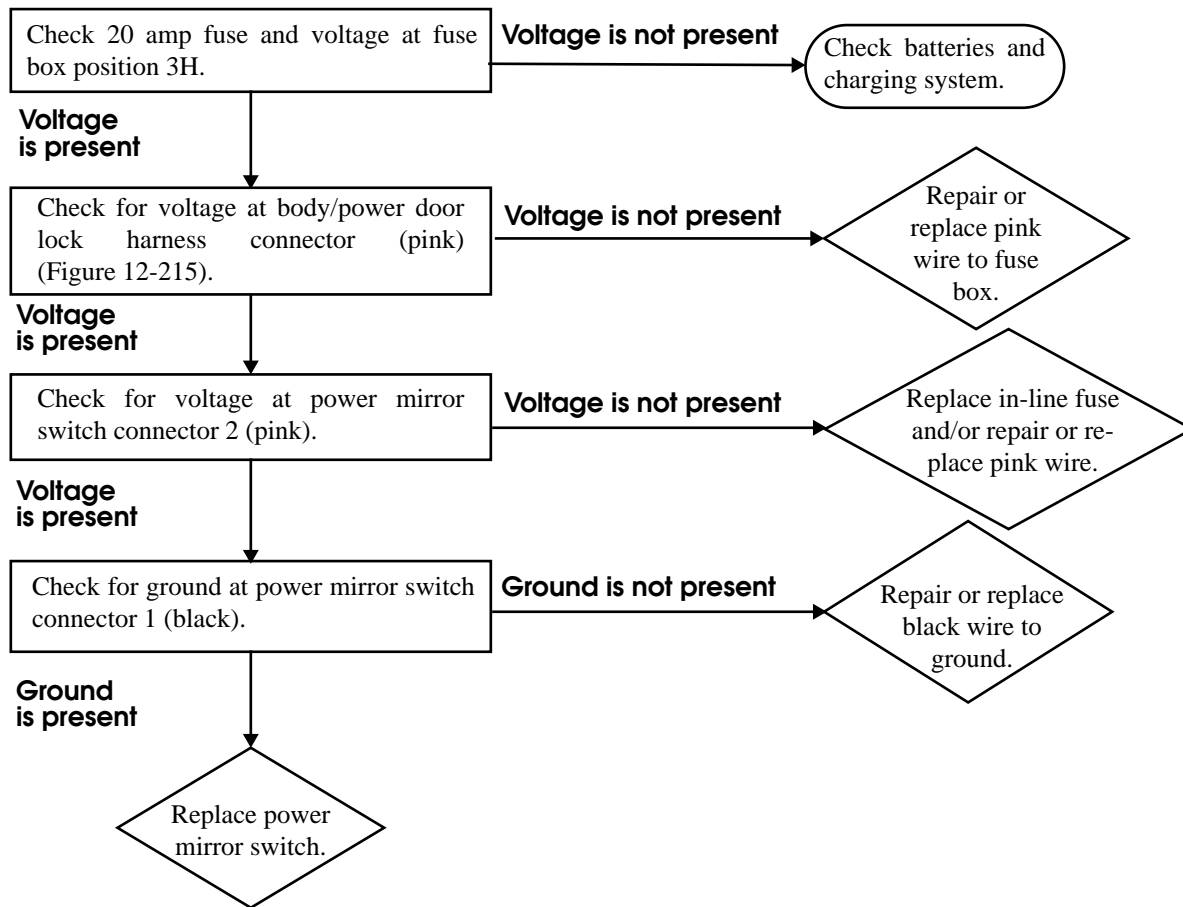 Check 20 amp fuse and voltage at fuse
box position 3H.
Voltage is not present
Check batteries and
charging system.
Voltage
is present
Check for voltage at body/power door
lock harness connector (pink)
(Figure 12-215).
Voltage is not present
Repair or
replace pink
wire to fuse
box.
Voltage
is present
Check for voltage at power mirror
switch connector 2 (pink).
Voltage is not present
Replace in-line fuse
and/or repair or re-
place pink wire.
Voltage
is present
Check for ground at power mirror switch
connector 1 (black).
Ground is not present
Repair or replace
black wire to
ground.
Ground
is present
Replace power
mirror switch.